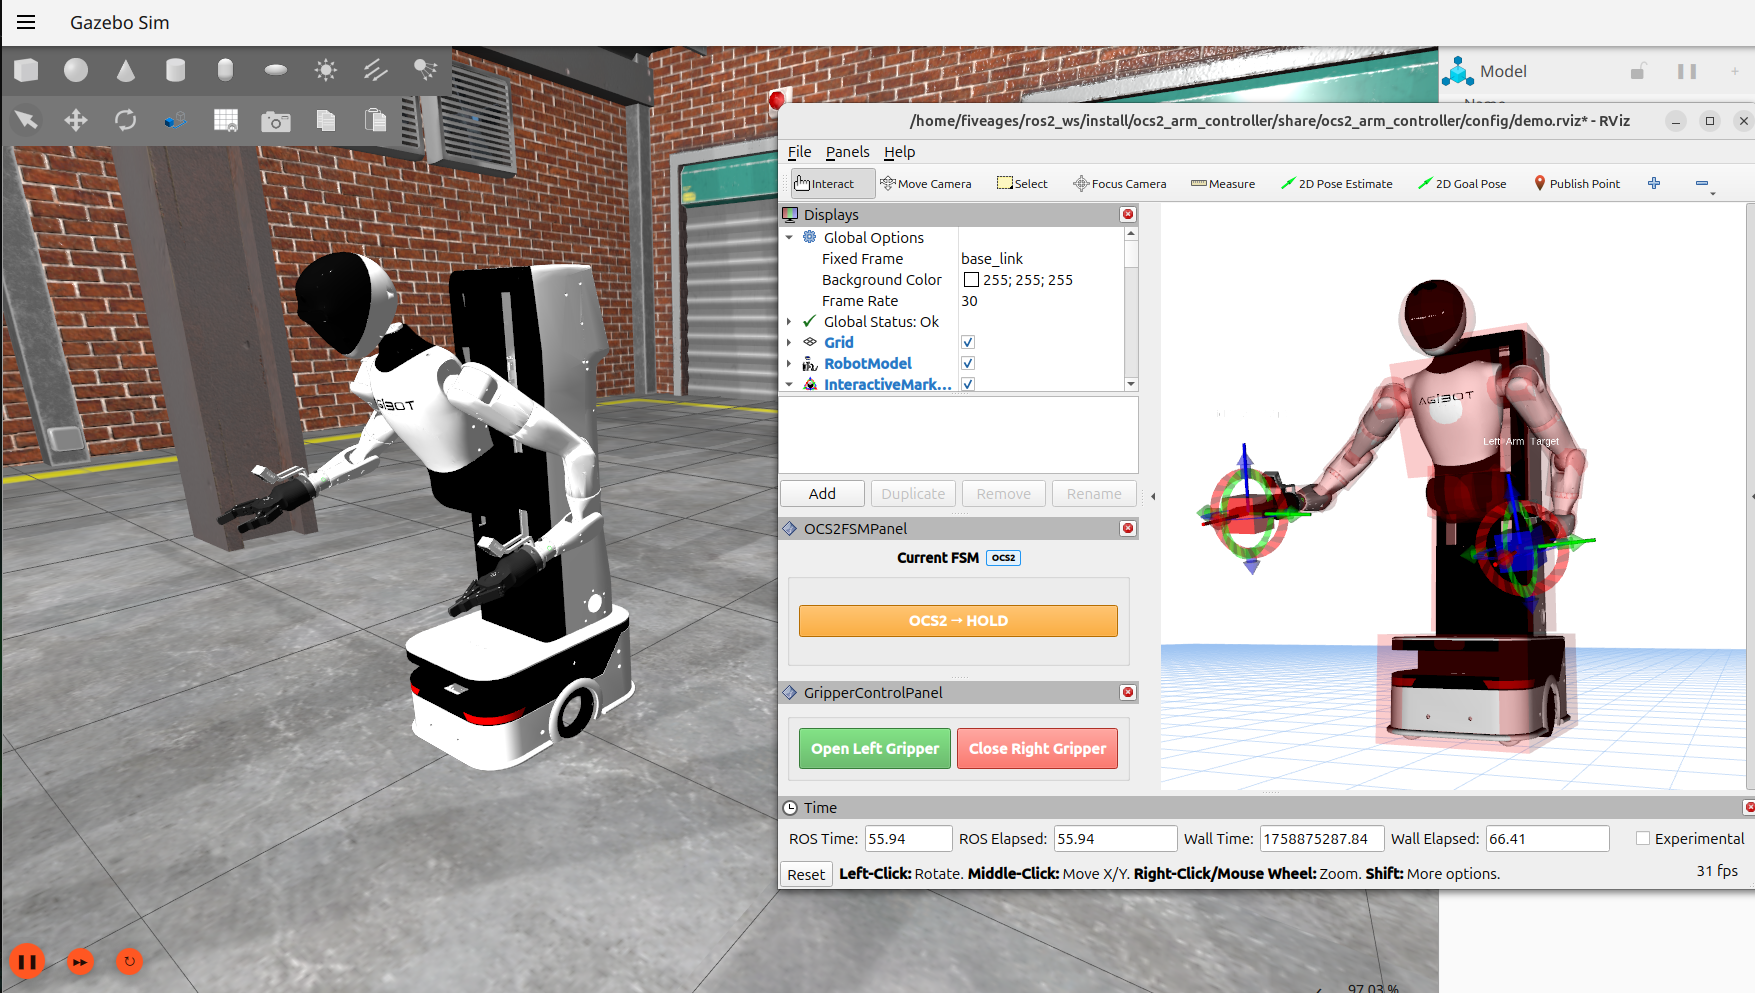 Gazebo Sim
Model
/home/fiveages/ros2_ws/install/ocs2_arm_controller/share/ocs2_arm_controller/config/demo.rviz* - RViz
File Panels Help
Interact Move Camera Select Focus Camera Measure 2D Pose Estimate 2D Goal Pose Publish Point
Displays
Global Options
Fixed Frame base_link
Background Color 255; 255; 255
Frame Rate 30
Global Status: Ok
Grid
RobotModel
InteractiveMark...
Add Duplicate Remove Rename
OCS2FSMPanel
Current FSM OCS2
OCS2 → HOLD
GripperControlPanel
Open Left Gripper Close Right Gripper
AGIBOT
AGIBOT
Left Arm Target
Time
ROS Time: 55.94 ROS Elapsed: 55.94 Wall Time: 1758875287.84 Wall Elapsed: 66.41 Experimental
Reset Left-Click: Rotate. Middle-Click: Move X/Y. Right-Click/Mouse Wheel: Zoom. Shift: More options. 31 fps
97.03 %